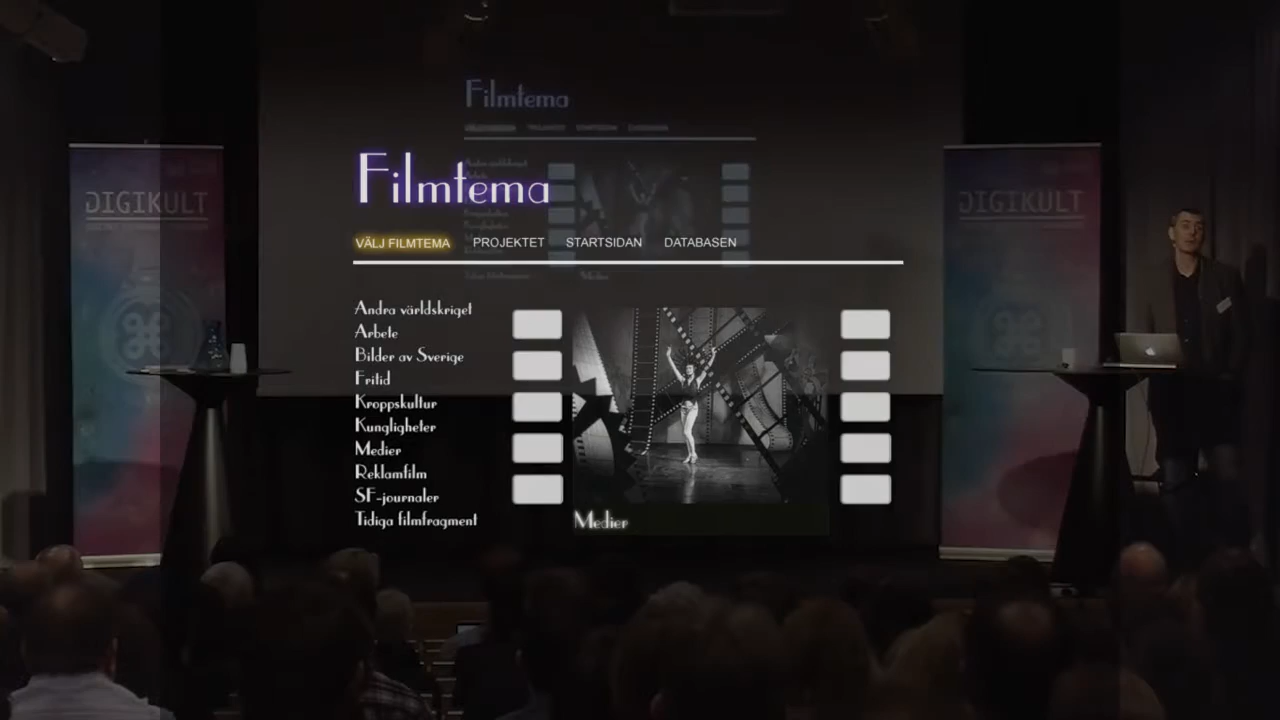 Filmtema
Filmtema
VÄLJ FILMTEMA PROJEKTET STARTSIDAN DATABASEN
Andra världskriget
Arbete
Bilder av Sverige
Fritid
Kroppskultur
Kungligheter
Medier
Reklamfilm
SF-journaler
Tidiga filmfragment
Medier
DIGIKULT
DIGIKULT